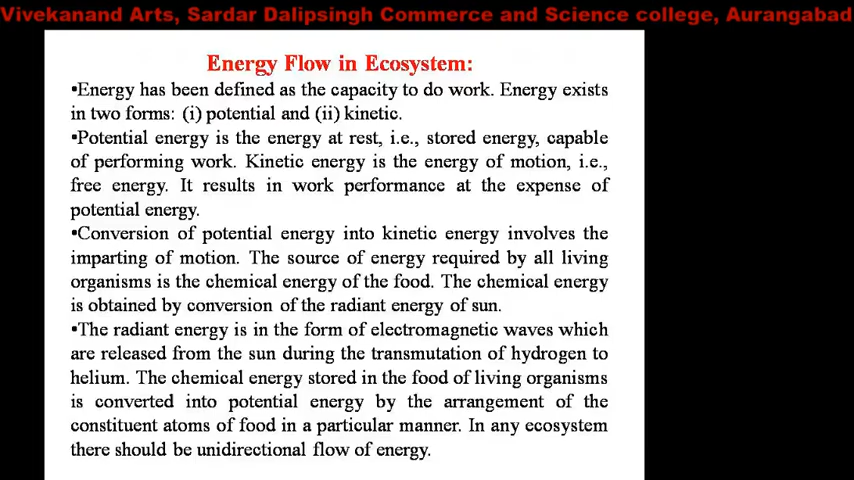 Vivekanand Arts, Sardar Dalipsingh Commerce and Science college, Aurangabad
Energy Flow in Ecosystem:
•Energy has been defined as the capacity to do work. Energy exists
in two forms: (i) potential and (ii) kinetic.
•Potential energy is the energy at rest, i.e., stored energy, capable
of performing work. Kinetic energy is the energy of motion, i.e.,
free energy. It results in work performance at the expense of
potential energy.
•Conversion of potential energy into kinetic energy involves the
imparting of motion. The source of energy required by all living
organisms is the chemical energy of the food. The chemical energy
is obtained by conversion of the radiant energy of sun.
•The radiant energy is in the form of electromagnetic waves which
are released from the sun during the transmutation of hydrogen to
helium. The chemical energy stored in the food of living organisms
is converted into potential energy by the arrangement of the
constituent atoms of food in a particular manner. In any ecosystem
there should be unidirectional flow of energy.